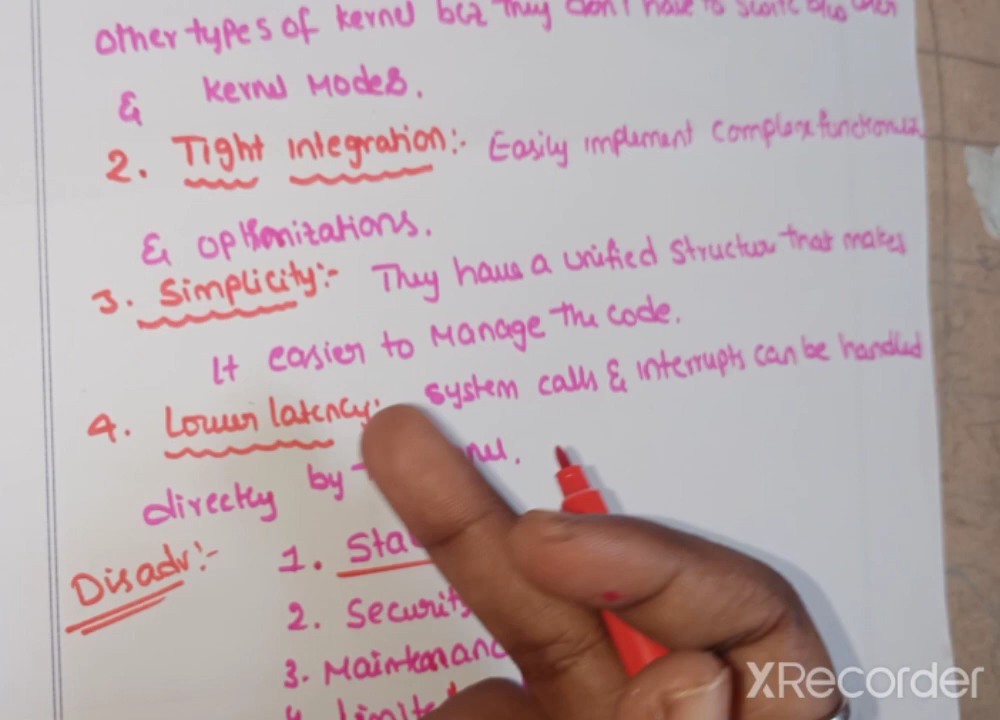 other types of kernel bcz they don't have to
& kernel Modes.
2. Tight integration:- Easily implement Complex
& optimizations.
3. Simplicity:- They have a unified structure that makes
It easier to Manage The code.
4. Lower latency:- system calls & interrupts can be handled
directly by
Disadv:- 1.
2.
3.
4.
XRecorder